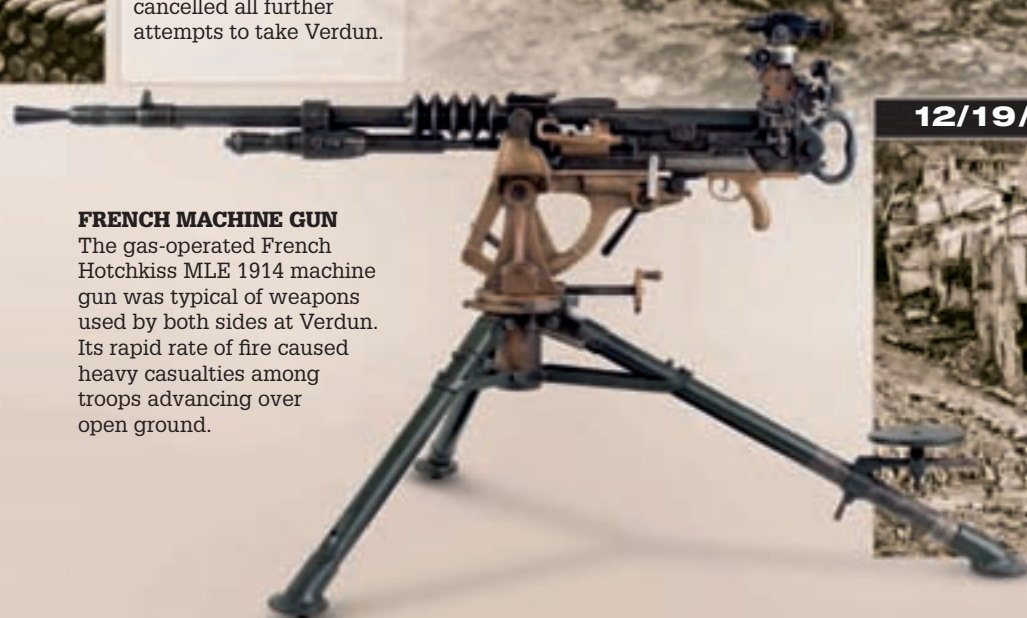 cancelled all further
attempts to take Verdun.
12/19/
FRENCH MACHINE GUN
The gas-operated French
Hotchkiss MLE 1914 machine
gun was typical of weapons
used by both sides at Verdun.
Its rapid rate of fire caused
heavy casualties among
troops advancing over
open ground.